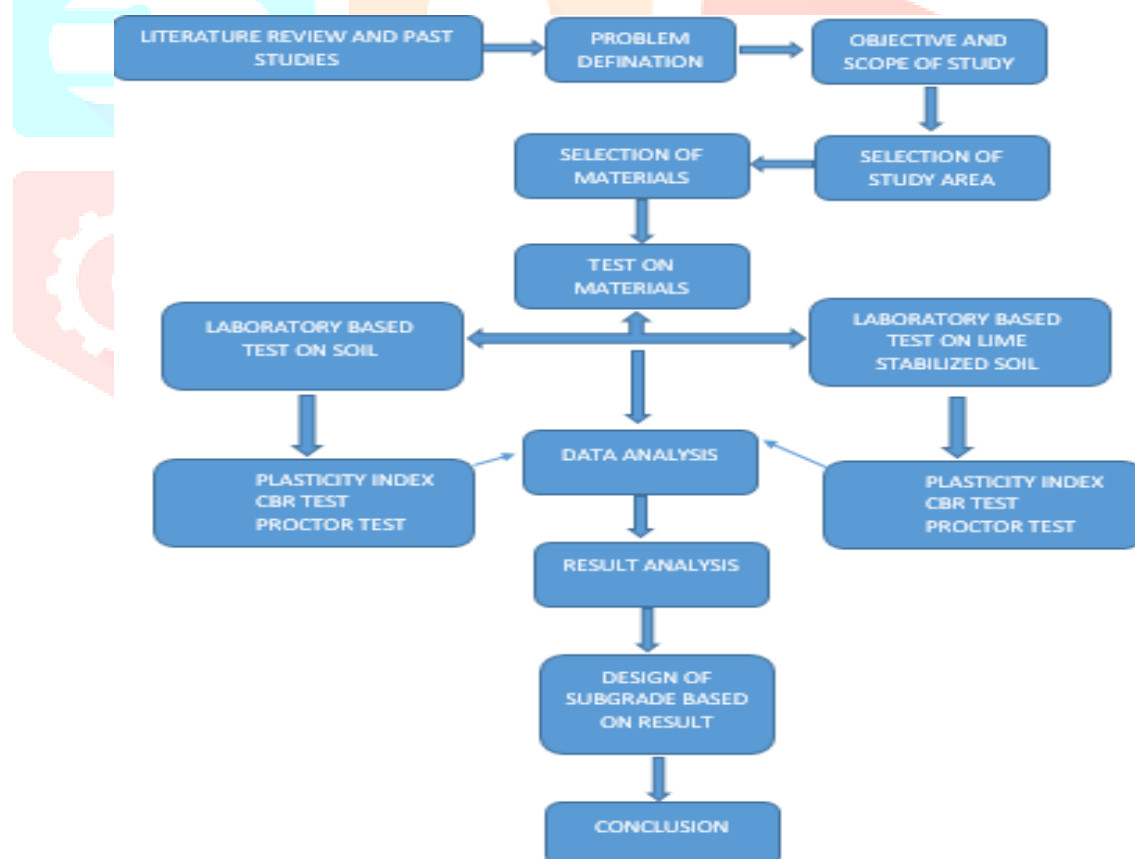 LITERATURE REVIEW AND PAST
STUDIES
PROBLEM
DEFINATION
OBJECTIVE AND
SCOPE OF STUDY
SELECTION OF
MATERIALS
SELECTION OF
STUDY AREA
TEST ON
MATERIALS
LABORATORY BASED
TEST ON SOIL
LABORATORY BASED
TEST ON LIME
STABILIZED SOIL
PLASTICITY INDEX
CBR TEST
PROCTOR TEST
DATA ANALYSIS
PLASTICITY INDEX
CBR TEST
PROCTOR TEST
RESULT ANALYSIS
DESIGN OF
SUBGRADE BASED
ON RESULT
CONCLUSION